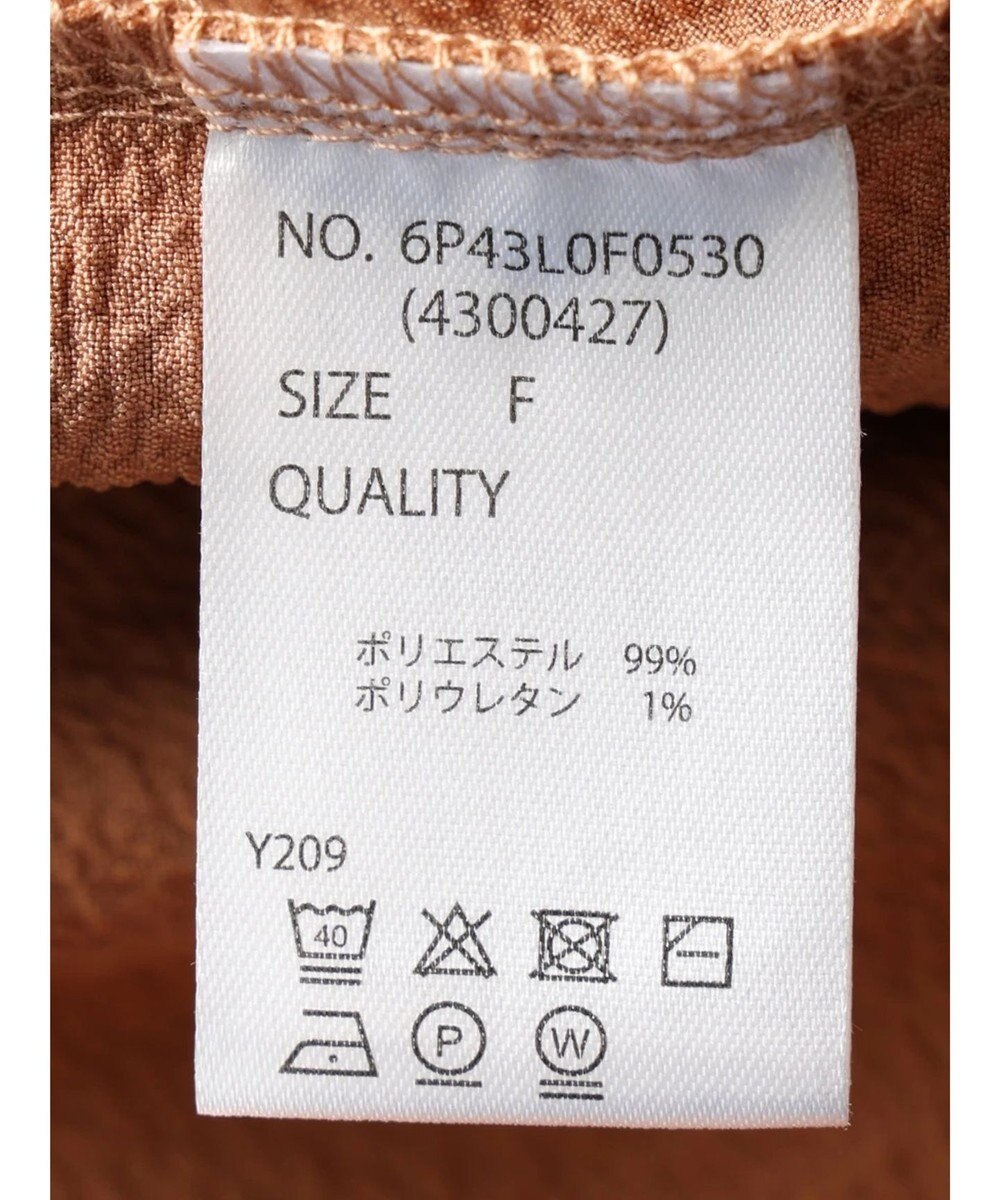 NO. 6P43L0F0530
(4300427)
SIZE F
QUALITY
ポリエステル 99%
ポリウレタン 1%
Y209
40
P W